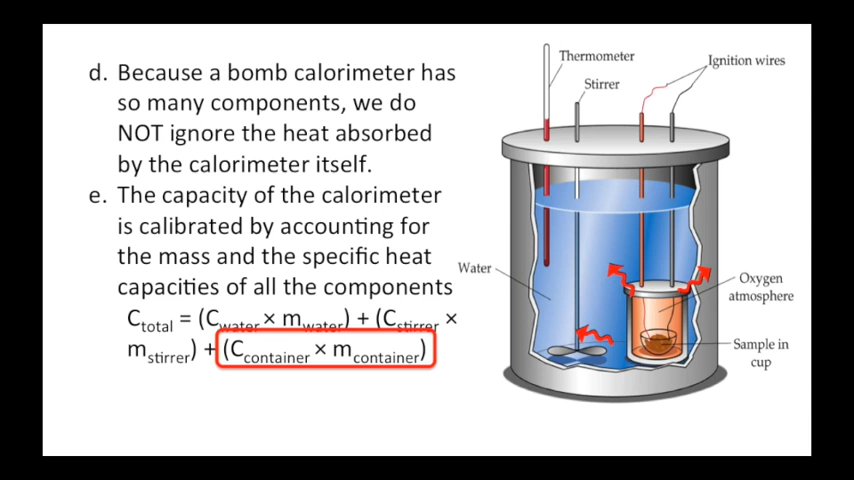 d. Because a bomb calorimeter has
so many components, we do
NOT ignore the heat absorbed
by the calorimeter itself.
e. The capacity of the calorimeter
is calibrated by accounting for
the mass and the specific heat
capacities of all the components
Ctotal = (Cwater × mwater) + (Cstirrer ×
mstirrer) + (Ccontainer × mcontainer)
Thermometer
Stirrer
Ignition wires
Water
Oxygen
atmosphere
Sample in
cup